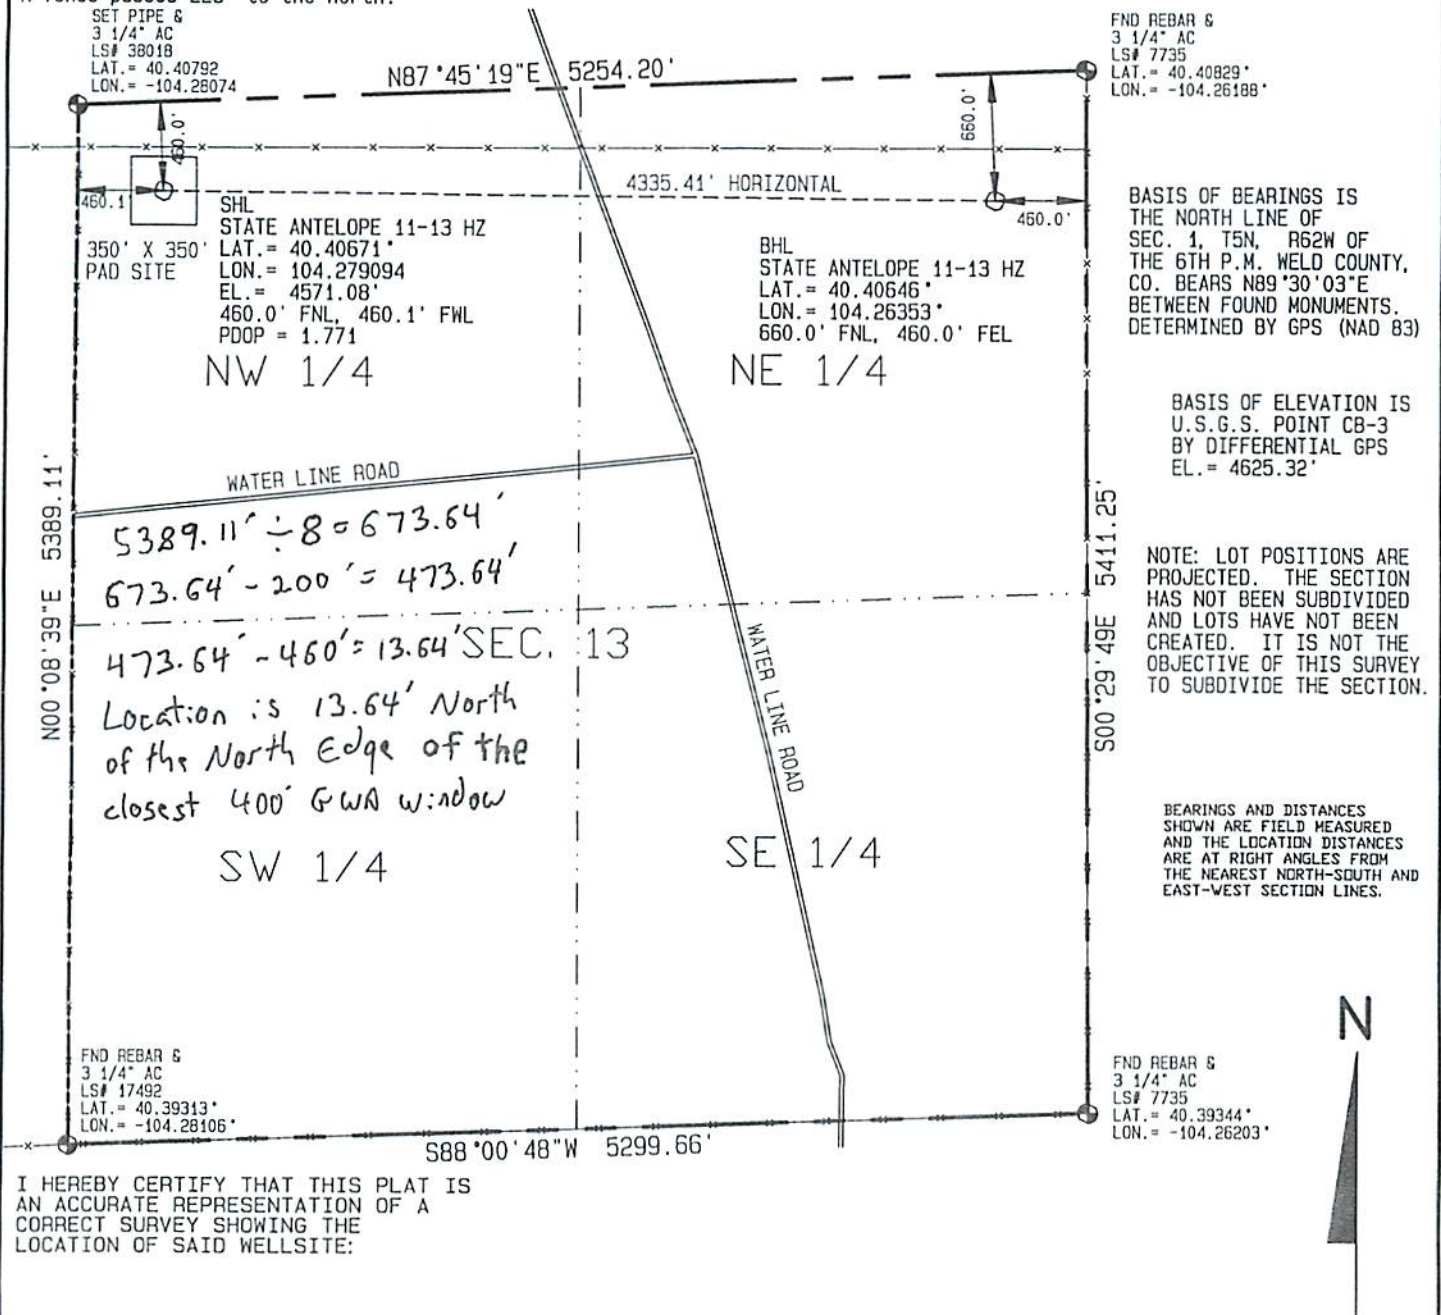 SET PIPE &
3 1/4" AC
LS# 38018
LAT.= 40.40792
LON.= -104.28074
N87°45'19"E 5254.20'
FND REBAR &
3 1/4" AC
LS# 7735
LAT.= 40.40829°
LON.= -104.26188°
460.0'
660.0'
460.1'
4335.41' HORIZONTAL
460.0'
350' X 350'
PAD SITE
SHL
STATE ANTELOPE 11-13 HZ
LAT.= 40.40671°
LON.= 104.279094
EL.= 4571.08'
460.0' FNL, 460.1' FWL
PDOP = 1.771
BHL
STATE ANTELOPE 11-13 HZ
LAT.= 40.40646°
LON.= 104.26353°
660.0' FNL, 460.0' FEL
BASIS OF BEARINGS IS
THE NORTH LINE OF
SEC. 1, T5N, R62W OF
THE 6TH P.M. WELD COUNTY,
CO. BEARS N89°30'03"E
BETWEEN FOUND MONUMENTS.
DETERMINED BY GPS (NAD 83)
NW 1/4
NE 1/4
BASIS OF ELEVATION IS
U.S.G.S. POINT CB-3
BY DIFFERENTIAL GPS
EL.= 4625.32'
WATER LINE ROAD
N00°08'39"E 5389.11'
5389.11' ÷ 8 = 673.64'
673.64' - 200' = 473.64'
473.64' - 460' = 13.64'
Location is 13.64' North
of the North Edge of the
closest 400' GWA window
SEC. 13
WATER LINE ROAD
S00°29'49E 5411.25'
NOTE: LOT POSITIONS ARE
PROJECTED. THE SECTION
HAS NOT BEEN SUBDIVIDED
AND LOTS HAVE NOT BEEN
CREATED. IT IS NOT THE
OBJECTIVE OF THIS SURVEY
TO SUBDIVIDE THE SECTION.
BEARINGS AND DISTANCES
SHOWN ARE FIELD MEASURED
AND THE LOCATION DISTANCES
ARE AT RIGHT ANGLES FROM
THE NEAREST NORTH-SOUTH AND
EAST-WEST SECTION LINES.
SW 1/4
SE 1/4
N
FND REBAR &
3 1/4" AC
LS# 17492
LAT.= 40.39313°
LON.= -104.28106°
S88°00'48"W 5299.66'
FND REBAR &
3 1/4" AC
LS# 7735
LAT.= 40.39344°
LON.= -104.26203°
I HEREBY CERTIFY THAT THIS PLAT IS
AN ACCURATE REPRESENTATION OF A
CORRECT SURVEY SHOWING THE
LOCATION OF SAID WELLSITE: